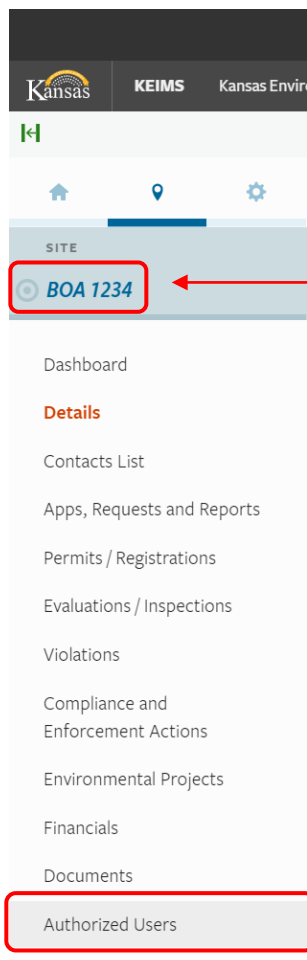 Kansas KEIMS Kansas Envir
SITE
BOA 1234
Dashboard
Details
Contacts List
Apps, Requests and Reports
Permits / Registrations
Evaluations / Inspections
Violations
Compliance and
Enforcement Actions
Environmental Projects
Financials
Documents
Authorized Users